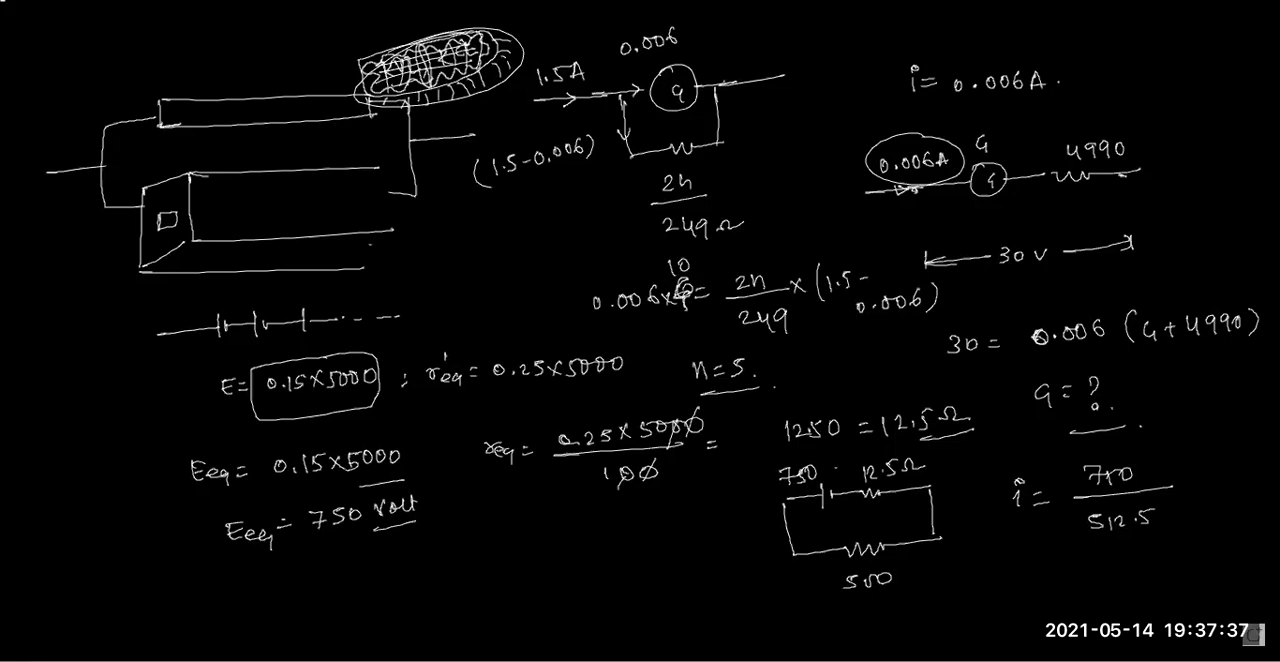 0.006
1.5A
G
i = 0.006A.
(1.5-0.006)
0.006A
G
G
4990
2n
249Ω
30 V
0.006×
10
= 2n/249 × (1.5-0.006)
30 = 0.006 (G+4990)
E= 0.15×5000 ; r'eq = 0.25×5000
n=5.
G = ?
req = 0.25×5000/100 =
1250 = 12.5Ω
Eeq = 0.15×5000
750
12.5Ω
i = 750/512.5
Eeq = 750 volt
500
2021-05-14 19:37:37